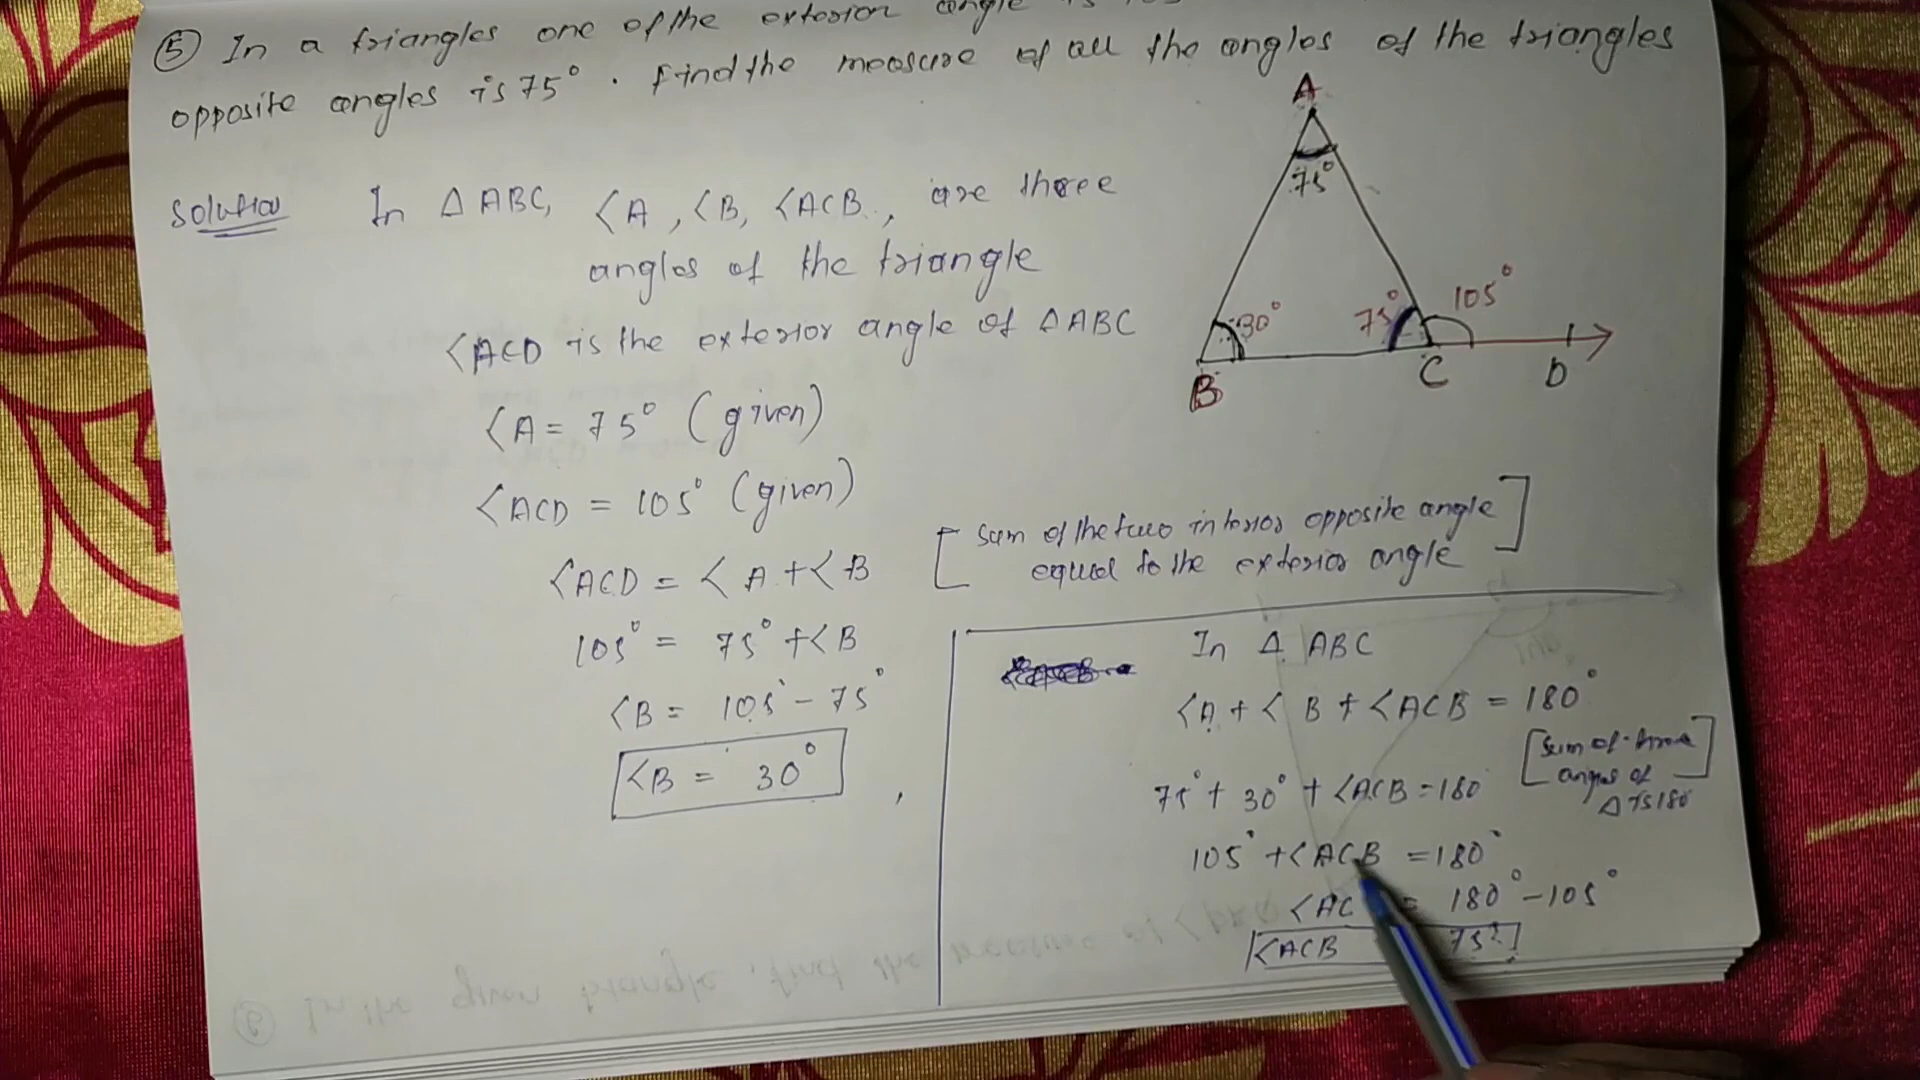 ⑤ In a triangles one of the exterior angle is 105
opposite angles is 75° . find the measure of all the angles of the triangles
Solution In △ ABC, <A , <B, <ACB , are three
angles of the triangle
<ACD is the exterior angle of △ABC
<A = 75° (given)
<ACD = 105° (given)
<ACD = < A + < B
[ Sum of the two interior opposite angle
equal to the exterior angle ]
105° = 75° + <B
<B = 105° - 75°
<B = 30°
,
A
75°
30°
75°
105°
B
C
D
In △ ABC
<A + < B + <ACB = 180°
[Sum of three
angles of
△ is 180°]
75° + 30° + <ACB = 180
105° + <ACB = 180°
<AC = 180° - 105°
<ACB 75°